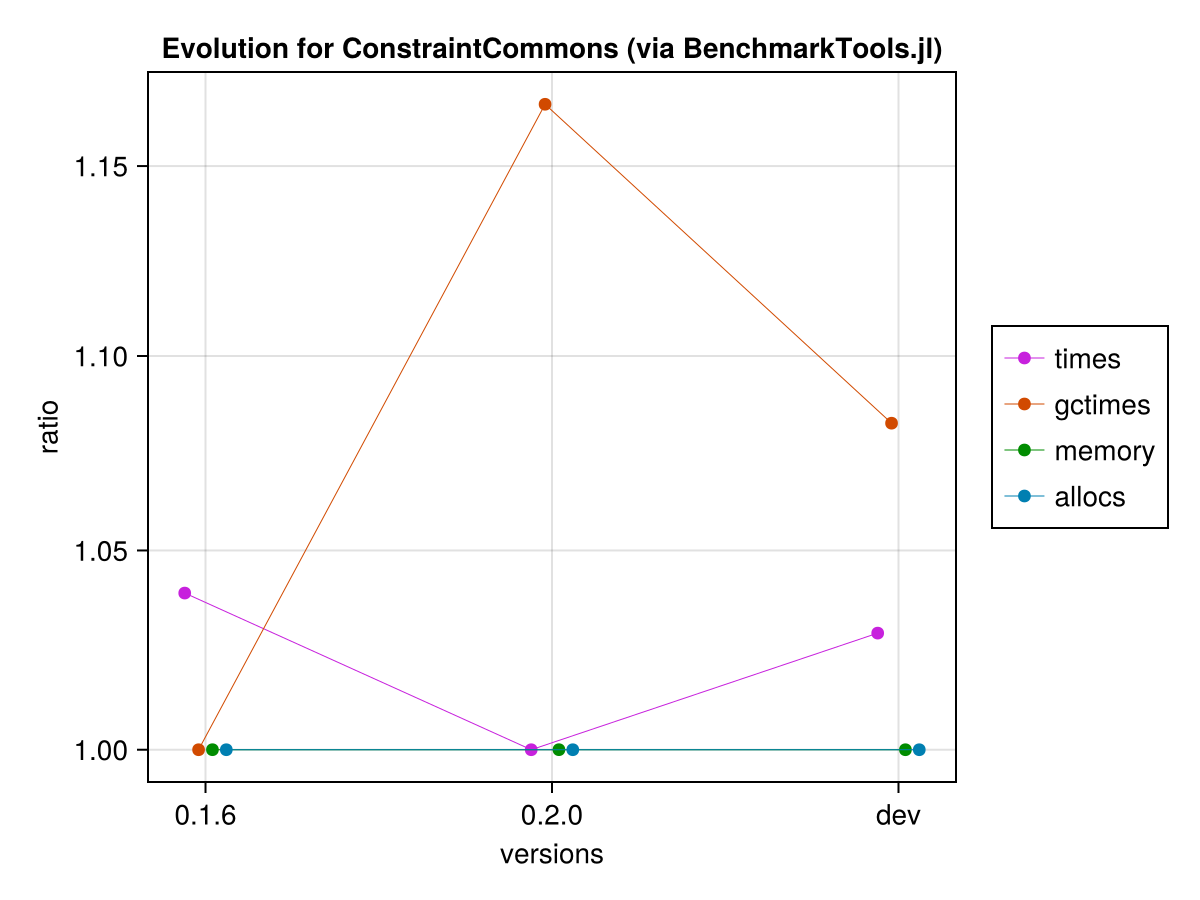 Evolution for ConstraintCommons (via BenchmarkTools.jl)
1.15
1.10
1.05
1.00
ratio
0.1.6
0.2.0
dev
versions
times
gctimes
memory
allocs